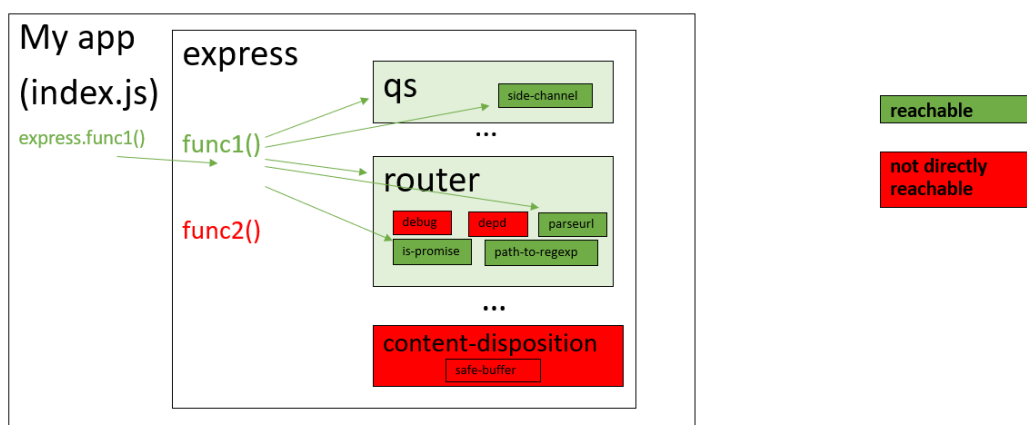 My app
(index.js)
express.func1()
express
func1()
func2()
qs
side-channel
...
router
debug
depd
parseurl
is-promise
path-to-regexp
...
content-disposition
safe-buffer
reachable
not directly
reachable